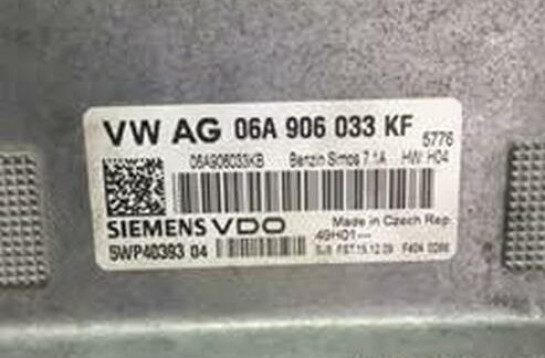 VW AG 06A 906 033 KF
5776
06A906033KB Benzin Simos 7.1A HW: H04
SIEMENS VDO Made in Czech Rep
49H01---
5WP40393 04